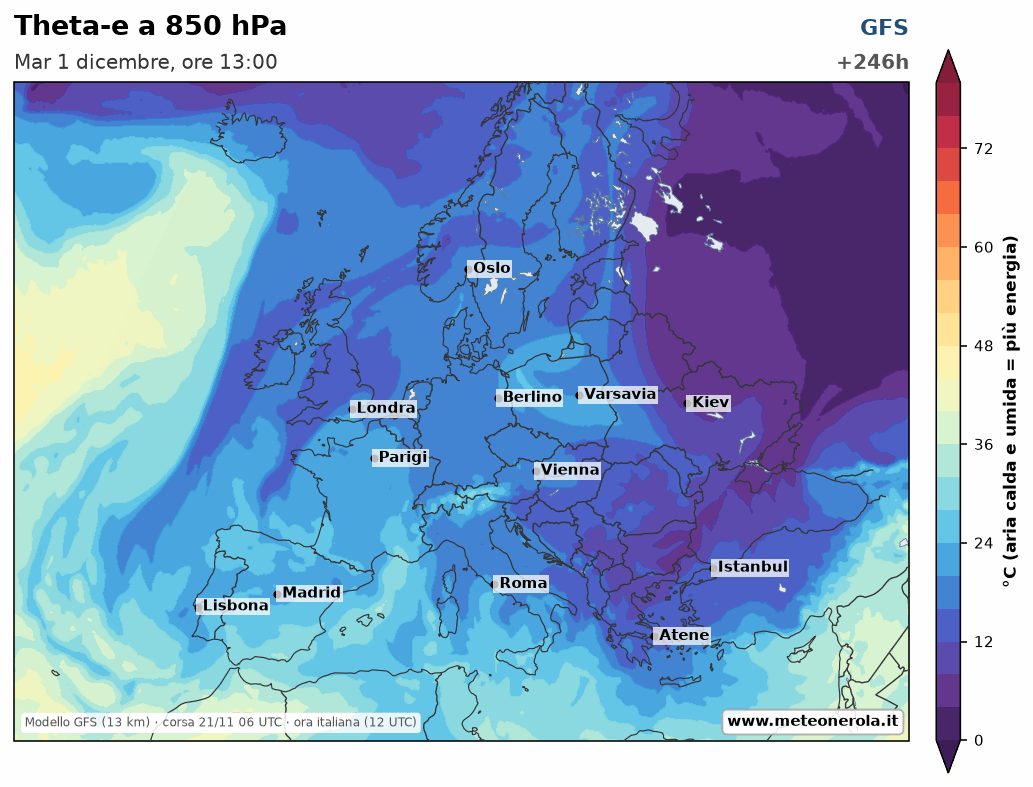 Theta-e a 850 hPa
GFS
Mar 1 dicembre, ore 13:00
+246h
72
60
48
36
24
12
0
°C (aria calda e umida = più energia)
Oslo
Berlino
Varsavia
Kiev
Londra
Parigi
Vienna
Istanbul
Roma
Madrid
Lisbona
Atene
Modello GFS (13 km) · corsa 21/11 06 UTC · ora italiana (12 UTC)
www.meteonerola.it